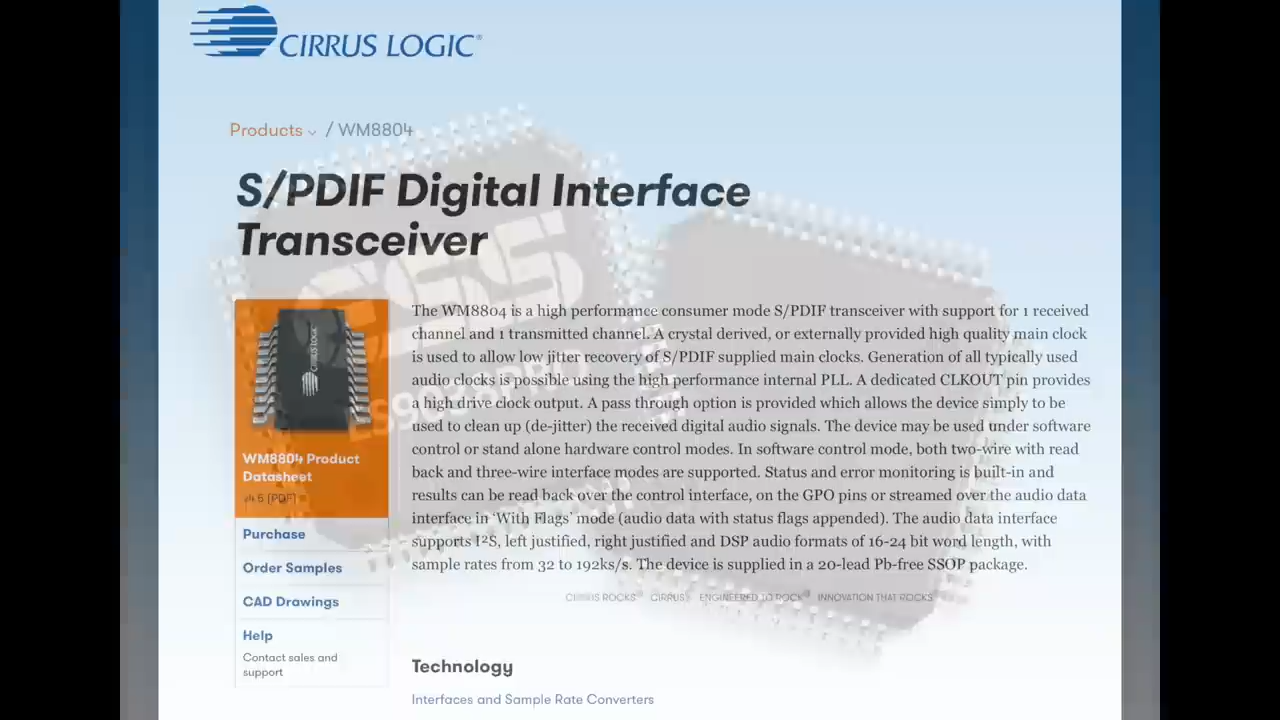 CIRRUS LOGIC®
Products / WM8804
S/PDIF Digital Interface
Transceiver
ESS
CIRRUS LOGIC
WM8804 Product
Datasheet
(PDF)
Purchase
Order Samples
CAD Drawings
Help
Contact sales and
support
The WM8804 is a high performance consumer mode S/PDIF transceiver with support for 1 received
channel and 1 transmitted channel. A crystal derived, or externally provided high quality main clock
is used to allow low jitter recovery of S/PDIF supplied main clocks. Generation of all typically used
audio clocks is possible using the high performance internal PLL. A dedicated CLKOUT pin provides
a high drive clock output. A pass through option is provided which allows the device simply to be
used to clean up (de-jitter) the received digital audio signals. The device may be used under software
control or stand alone hardware control modes. In software control mode, both two-wire with read
back and three-wire interface modes are supported. Status and error monitoring is built-in and
results can be read back over the control interface, on the GPO pins or streamed over the audio data
interface in ‘With Flags’ mode (audio data with status flags appended). The audio data interface
supports I²S, left justified, right justified and DSP audio formats of 16-24 bit word length, with
sample rates from 32 to 192ks/s. The device is supplied in a 20-lead Pb-free SSOP package.
CIRRUS ROCKS® CIRRUS® ENGINEERED TO ROCK® INNOVATION THAT ROCKS
Technology
Interfaces and Sample Rate Converters